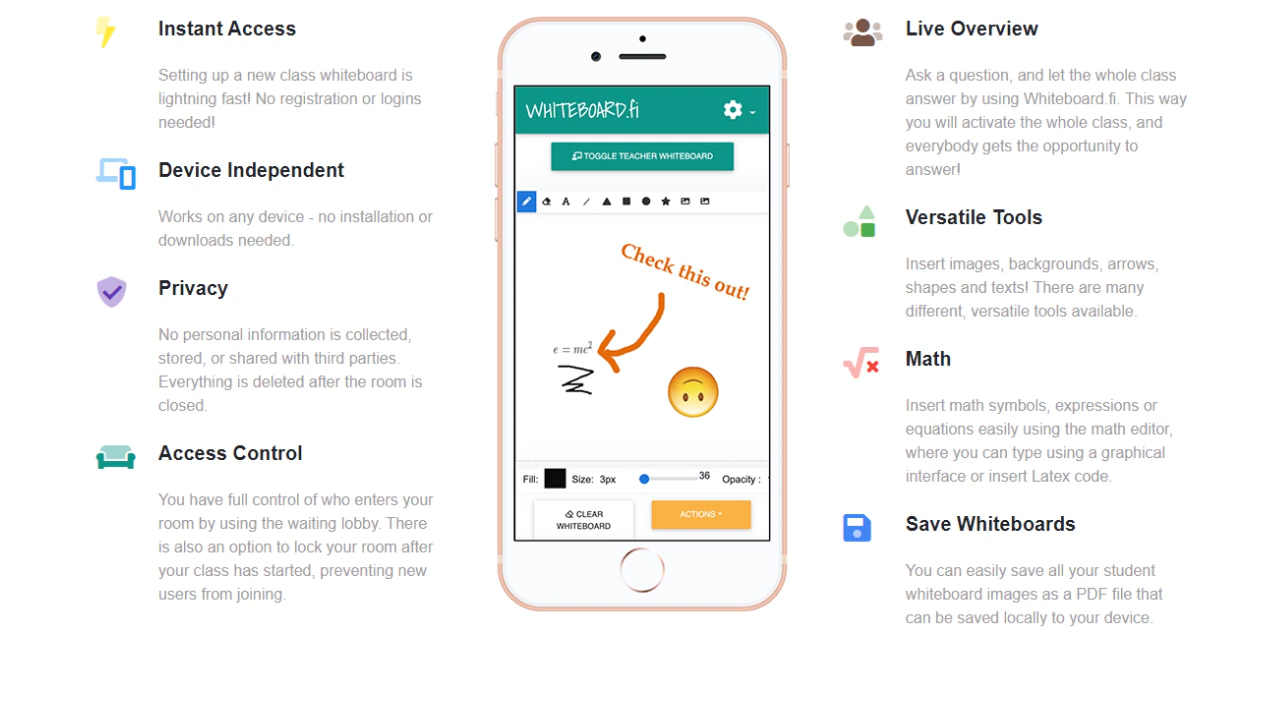 Instant Access
Setting up a new class whiteboard is
lightning fast! No registration or logins
needed!
Device Independent
Works on any device - no installation or
downloads needed.
Privacy
No personal information is collected,
stored, or shared with third parties.
Everything is deleted after the room is
closed.
Access Control
You have full control of who enters your
room by using the waiting lobby. There
is also an option to lock your room after
your class has started, preventing new
users from joining.
WHITEBOARD.fi
TOGGLE TEACHER WHITEBOARD
A
Check this out!
e = mc²
Fill: Size: 3px 36 Opacity :
CLEAR
WHITEBOARD
ACTIONS
Live Overview
Ask a question, and let the whole class
answer by using Whiteboard.fi. This way
you will activate the whole class, and
everybody gets the opportunity to
answer!
Versatile Tools
Insert images, backgrounds, arrows,
shapes and texts! There are many
different, versatile tools available.
Math
Insert math symbols, expressions or
equations easily using the math editor,
where you can type using a graphical
interface or insert Latex code.
Save Whiteboards
You can easily save all your student
whiteboard images as a PDF file that
can be saved locally to your device.